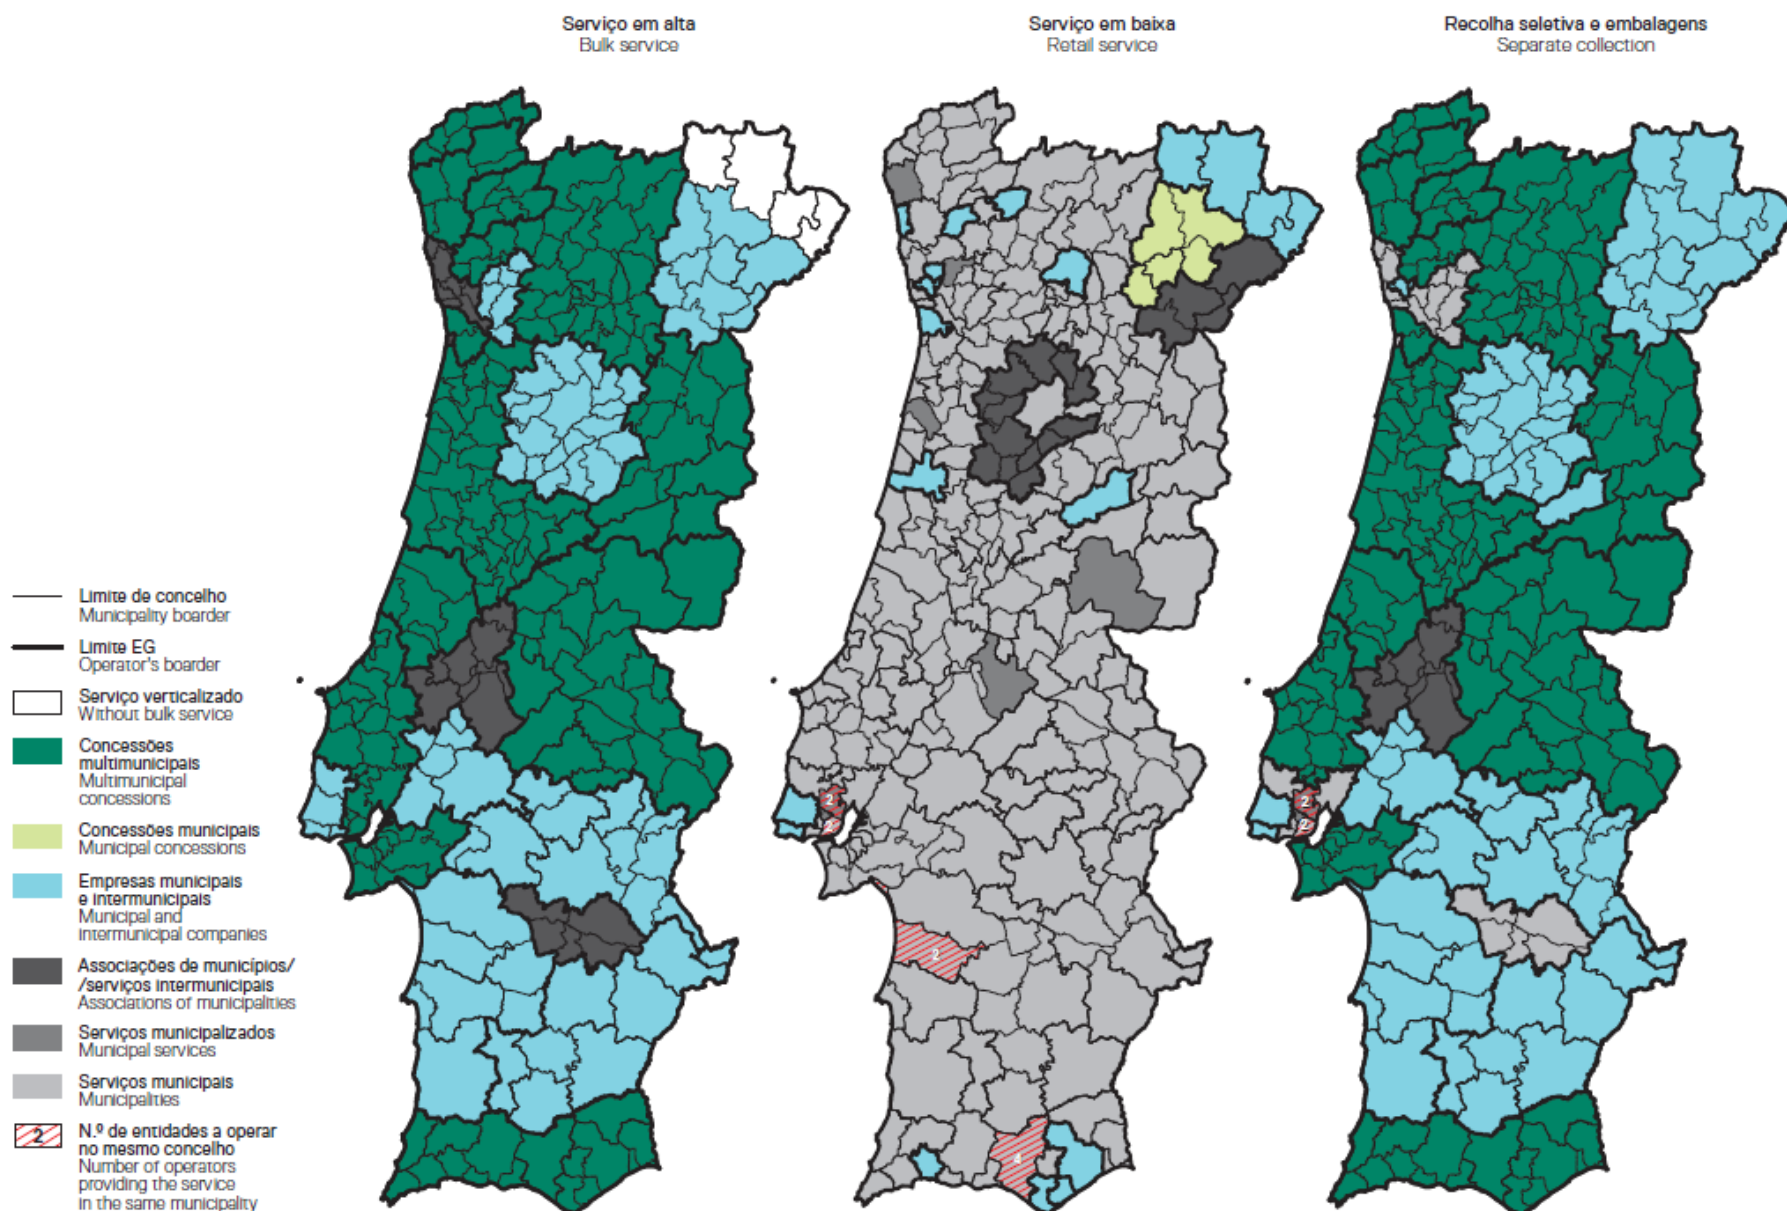 Serviço em alta
Bulk service
Serviço em baixa
Retail service
Recolha seletiva e embalagens
Separate collection
Limite de concelho
Municipality boarder
Limite EG
Operator's boarder
Serviço verticalizado
Without bulk service
Concessões
multimunicipais
Multimunicipal
concessions
Concessões municipais
Municipal concessions
Empresas municipais
e intermunicipais
Municipal and
intermunicipal companies
Associações de municípios/
/serviços intermunicipais
Associations of municipalities
Serviços municipalizados
Municipal services
Serviços municipais
Municipalities
2
N.º de entidades a operar
no mesmo concelho
Number of operators
providing the service
in the same municipality
2
2
2
4
2
2